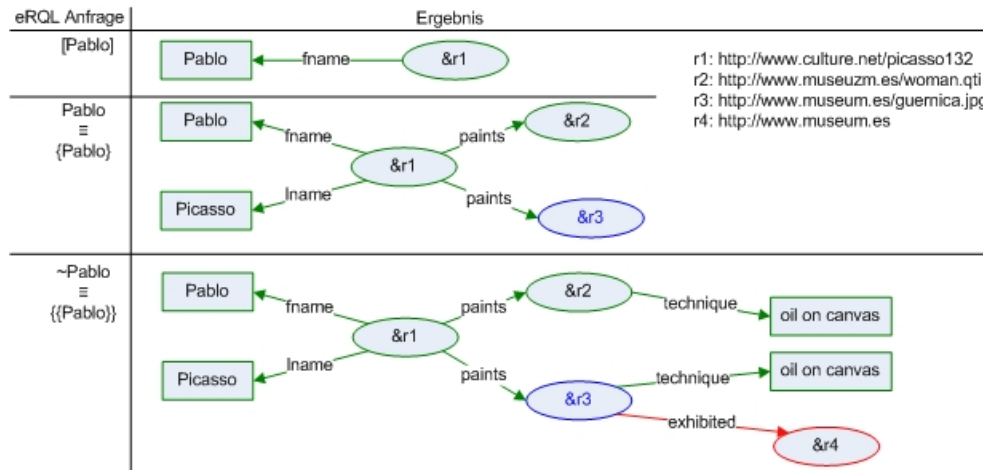 eRQL Anfrage Ergebnis
[Pablo]
Pablo fname &r1
r1: http://www.culture.net/picasso132
r2: http://www.museuzm.es/woman.qti
r3: http://www.museum.es/guernica.jpg
r4: http://www.museum.es
Pablo
≡
{Pablo}
Pablo &r2
fname paints
&r1
lname paints
Picasso &r3
~Pablo
≡
{{Pablo}}
Pablo &r2
fname paints technique oil on canvas
&r1
lname paints technique oil on canvas
Picasso &r3
exhibited &r4